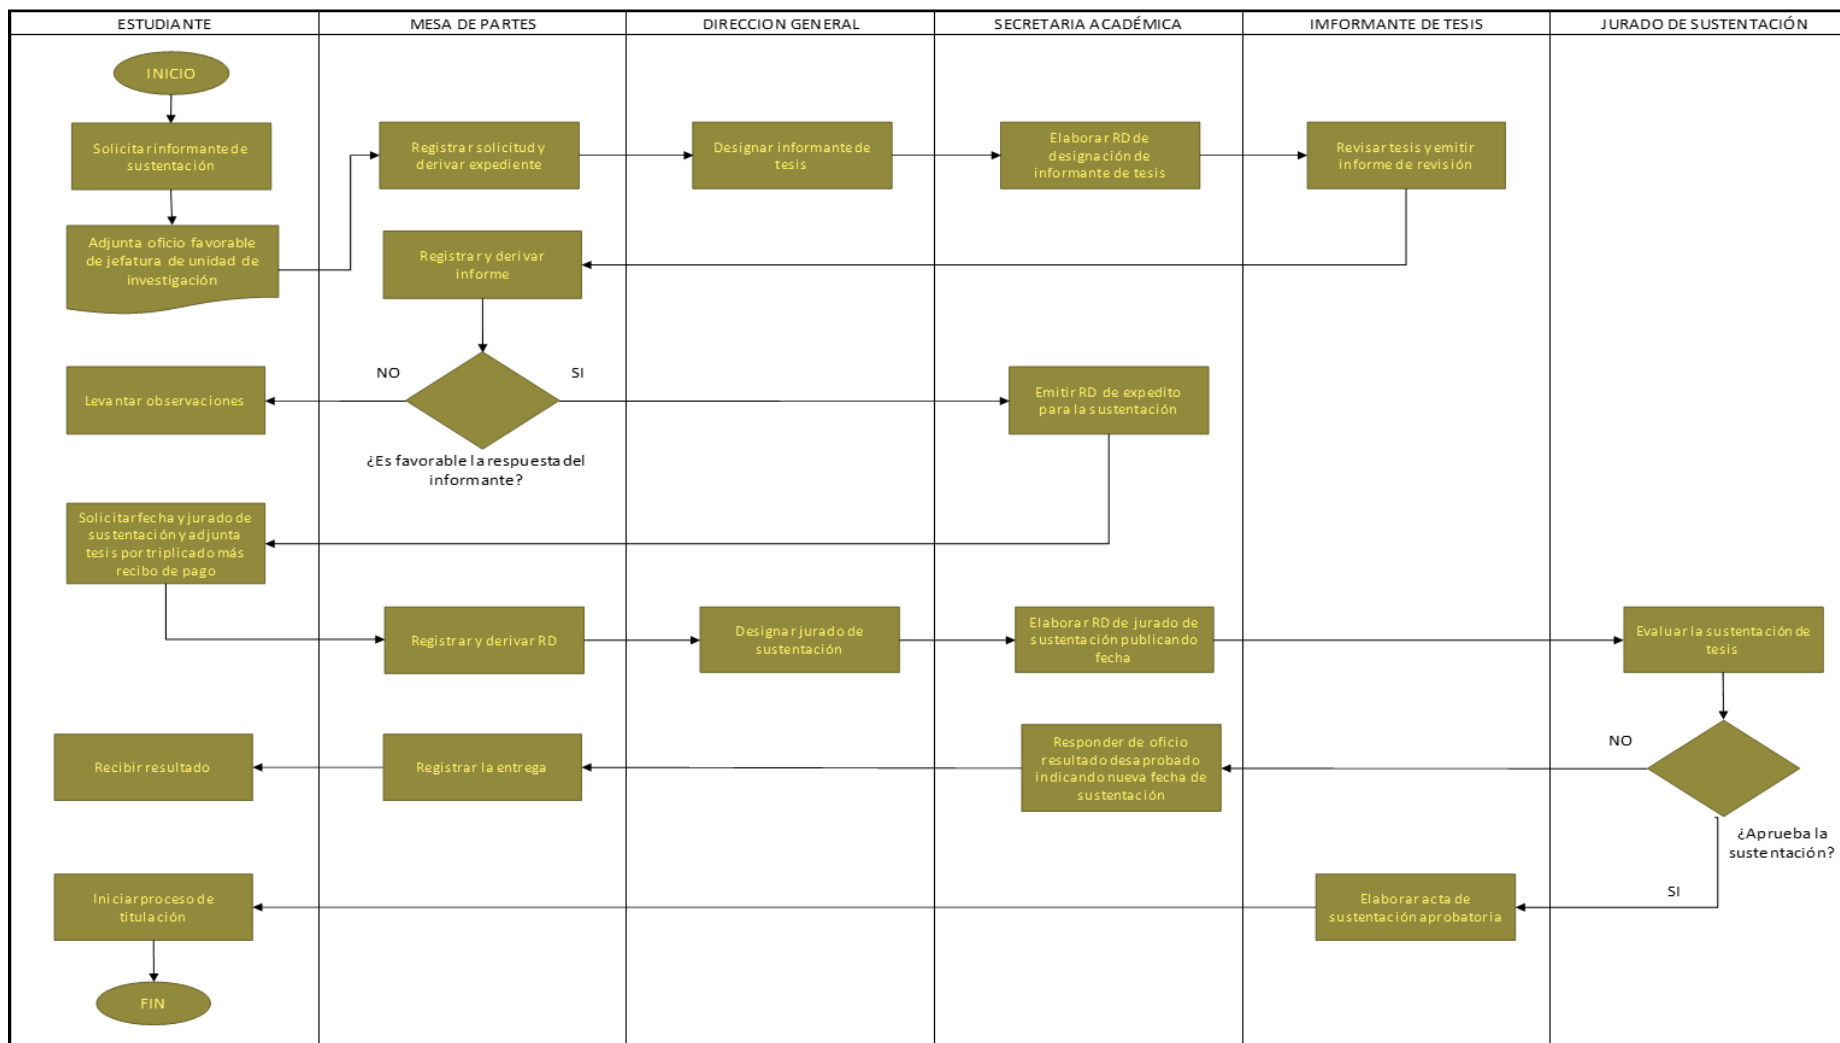 ESTUDIANTE
MESA DE PARTES
DIRECCION GENERAL
SECRETARIA ACADÉMICA
IMFORMANTE DE TESIS
JURADO DE SUSTENTACIÓN
INICIO
Solicitar informante de
sustentación
Registrar solicitud y
derivar expediente
Designar informante de
tesis
Elaborar RD de
designación de
informante de tesis
Revisar tesis y emitir
informe de revisión
Adjunta oficio favorable
de jefatura de unidad de
investigación
Registrar y derivar
informe
NO
SI
Levantar observaciones
Emitir RD de expedito
para la sustentación
¿Es favorable la respuesta del
informante?
Solicitar fecha y jurado de
sustentación y adjunta
tesis por triplicado más
recibo de pago
Registrar y derivar RD
Designar jurado de
sustentación
Elaborar RD de jurado de
sustentación publicando
fecha
Evaluar la sustentación de
tesis
Recibir resultado
Registrar la entrega
Responder de oficio
resultado desaprobado
indicando nueva fecha de
sustentación
NO
¿Aprueba la
sustentación?
SI
Iniciar proceso de
titulación
Elaborar acta de
sustentación aprobatoria
FIN